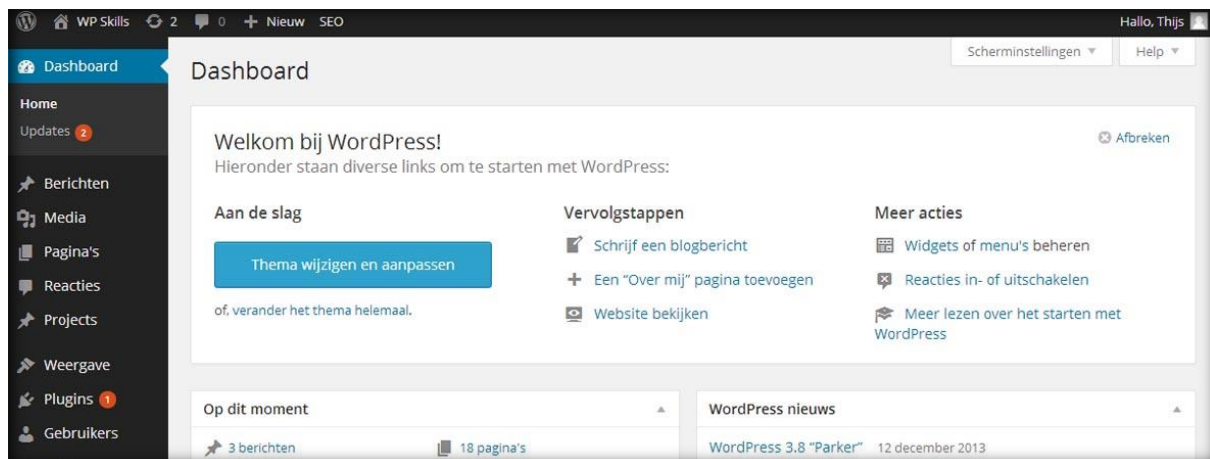 WP Skills 2 0 + Nieuw SEO Hallo, Thijs
Dashboard
Home
Updates 2
Berichten
Media
Pagina's
Reacties
Projects
Weergave
Plugins 1
Gebruikers
Scherminstellingen Help
Dashboard
Welkom bij WordPress!
Afbreken
Hieronder staan diverse links om te starten met WordPress:
Aan de slag
Thema wijzigen en aanpassen
of, verander het thema helemaal.
Vervolgstappen
Schrijf een blogbericht
Een “Over mij” pagina toevoegen
Website bekijken
Meer acties
Widgets of menu's beheren
Reacties in- of uitschakelen
Meer lezen over het starten met
WordPress
Op dit moment
3 berichten 18 pagina's
WordPress nieuws
WordPress 3.8 “Parker” 12 december 2013